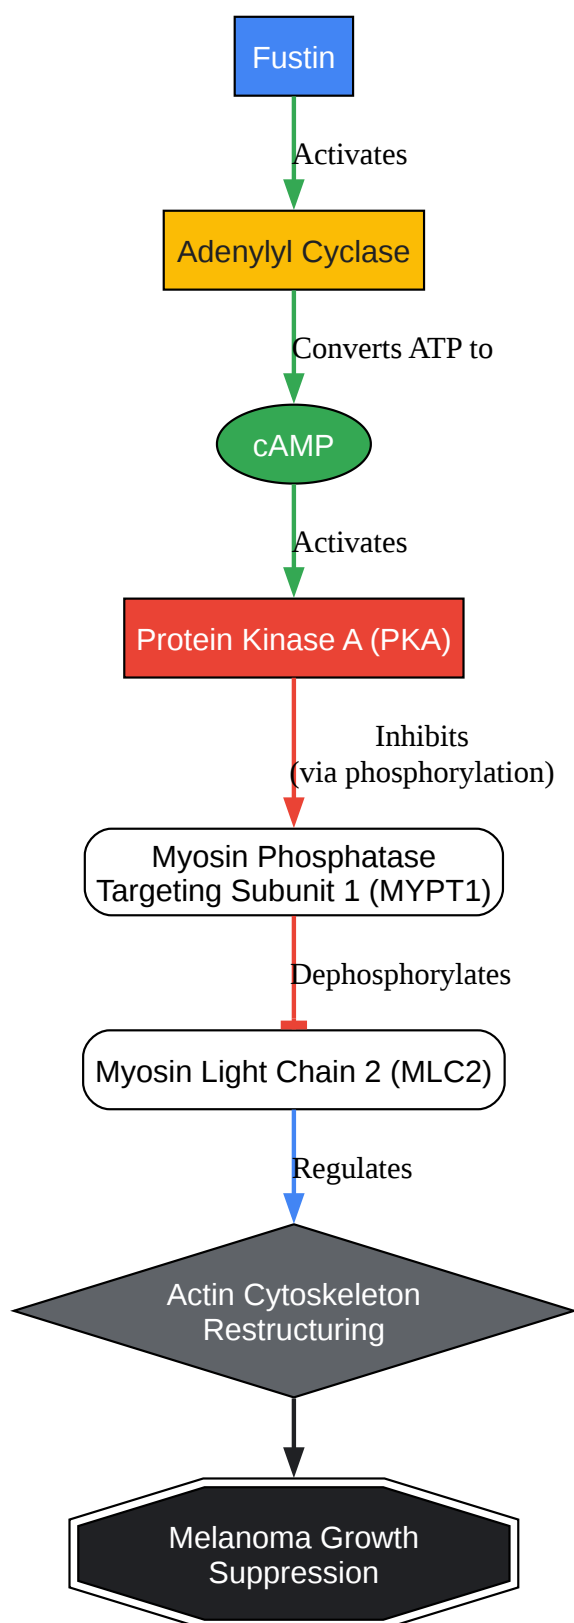 Fustin
Activates
Adenylyl Cyclase
Converts ATP to
cAMP
Activates
Protein Kinase A (PKA)
Inhibits
(via phosphorylation)
Myosin Phosphatase
Targeting Subunit 1 (MYPT1)
Dephosphorylates
Myosin Light Chain 2 (MLC2)
Regulates
Actin Cytoskeleton
Restructuring
Melanoma Growth
Suppression